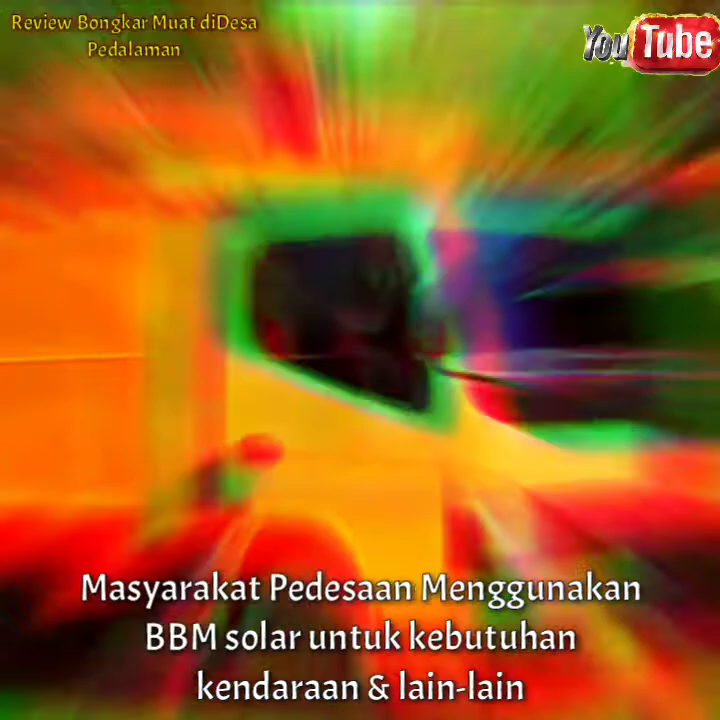 Review Bongkar Muat diDesa
Pedalaman
YouTube
Masyarakat Pedesaan Menggunakan
BBM solar untuk kebutuhan
kendaraan & lain-lain